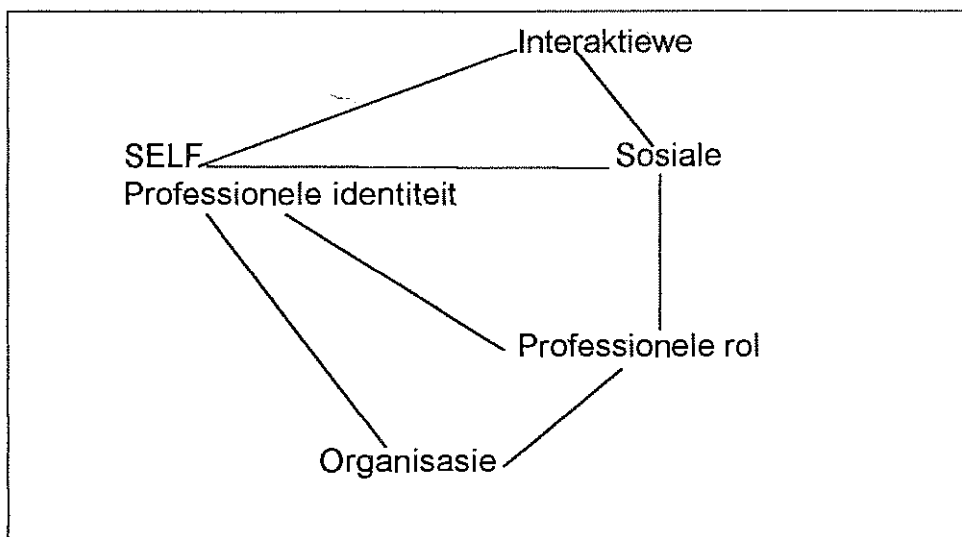 Interaktiewe
SELF
Sosiale
Professionele identiteit
Professionele rol
Organisasie